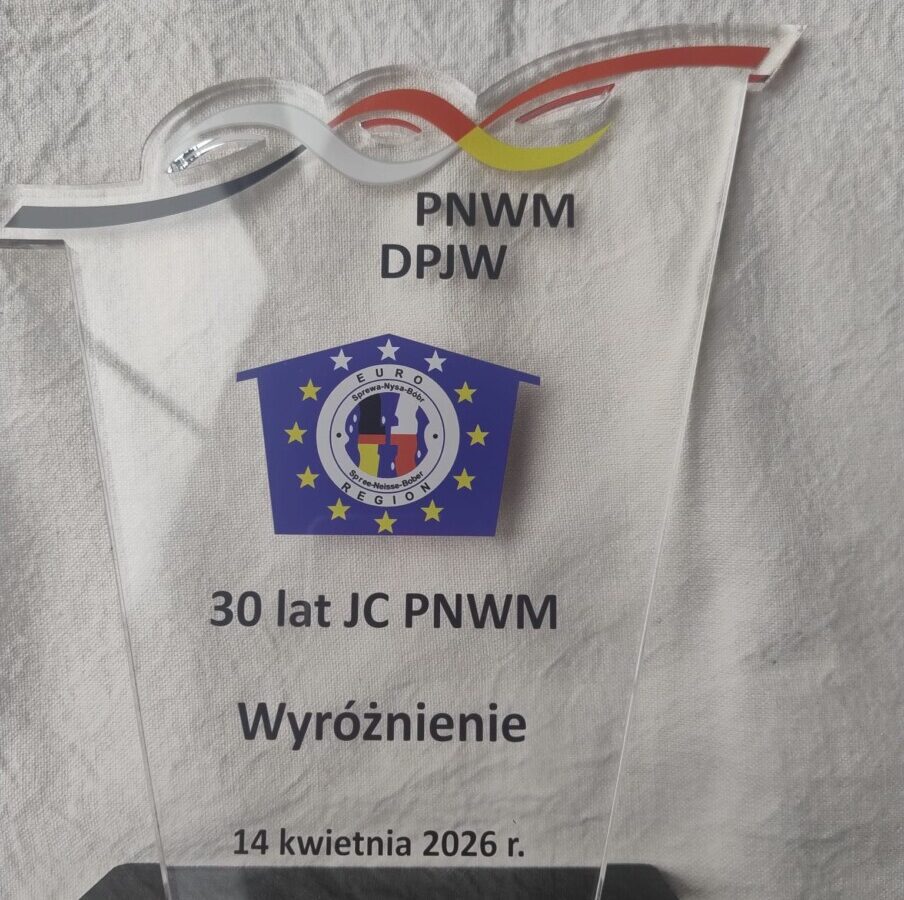 PNWM
DPJW
EURO
Sprewa-Nysa-Bóbr
Spree-Neisse-Bober
REGION
30 lat JC PNWM
Wyróżnienie
14 kwietnia 2026 r.